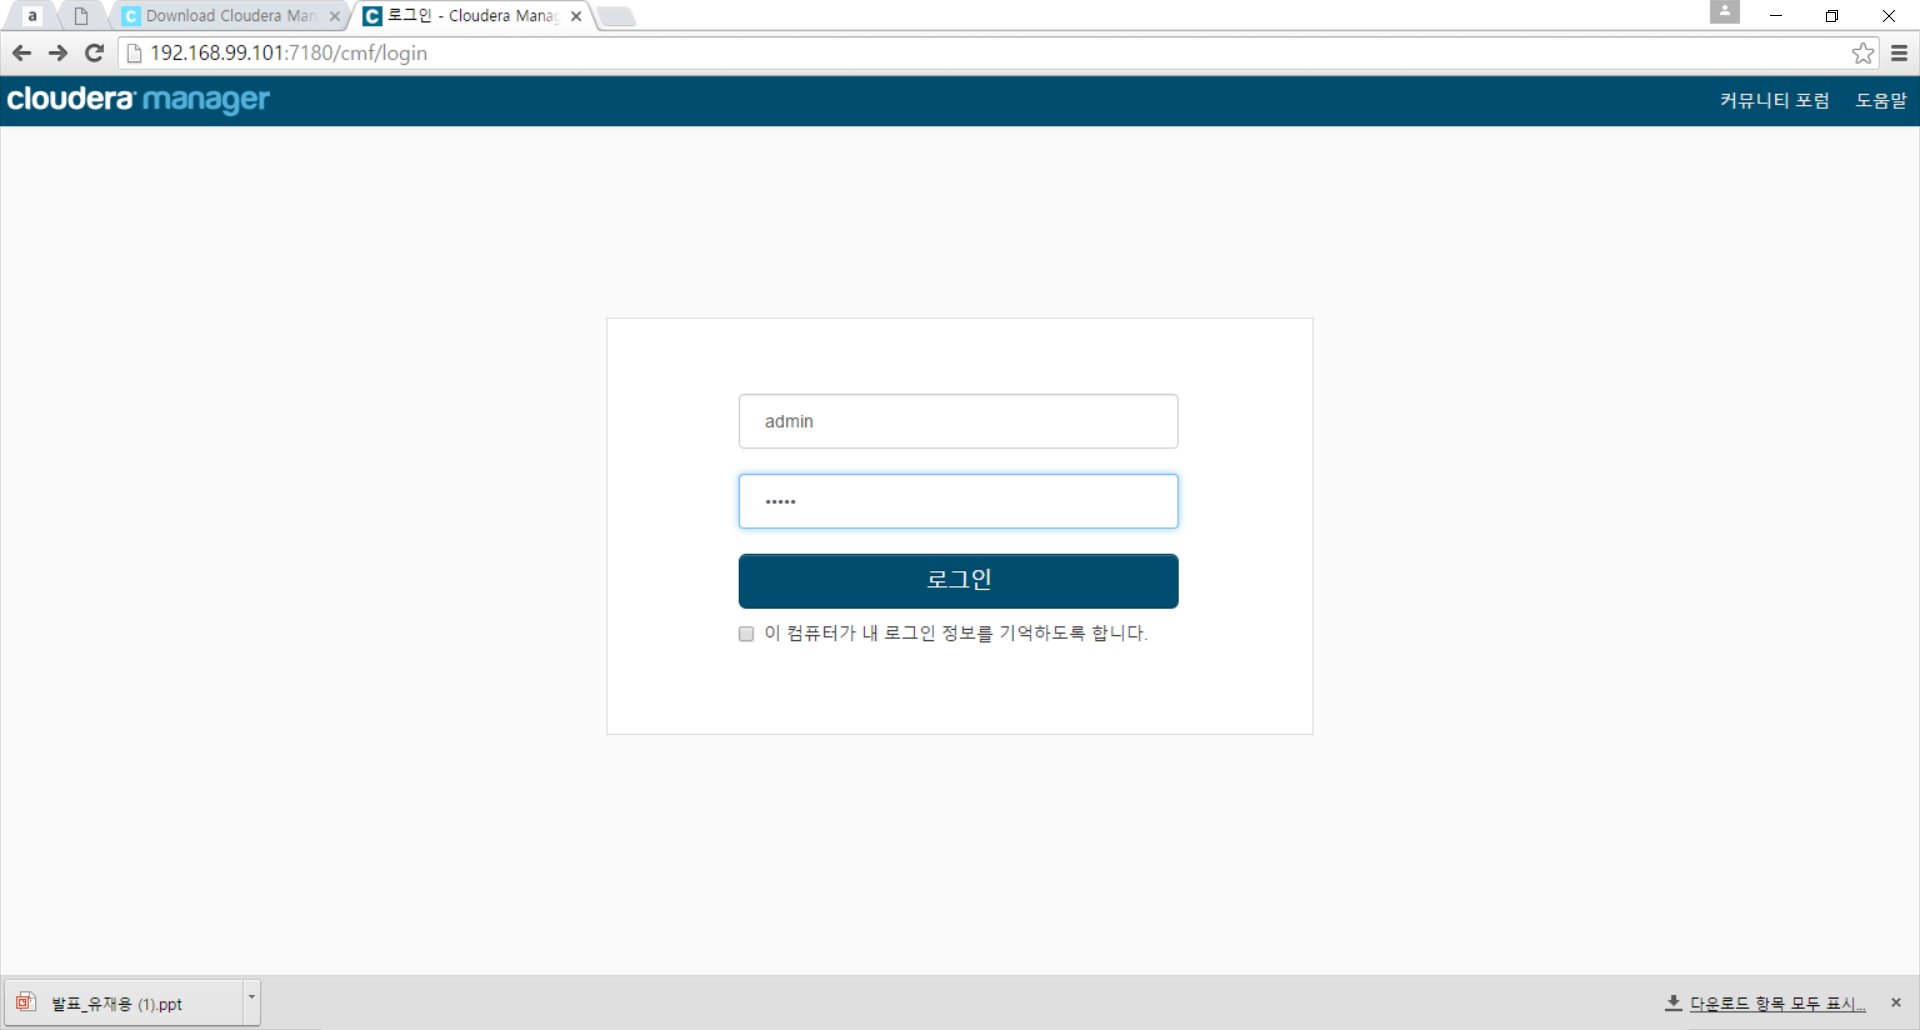 a
Download Cloudera Man
로그인 - Cloudera Manag
192.168.99.101:7180/cmf/login
cloudera manager
커뮤니티 포럼 도움말
admin
•••••
로그인
이 컴퓨터가 내 로그인 정보를 기억하도록 합니다.
발표_유재용 (1).ppt
다운로드 항목 모두 표시...